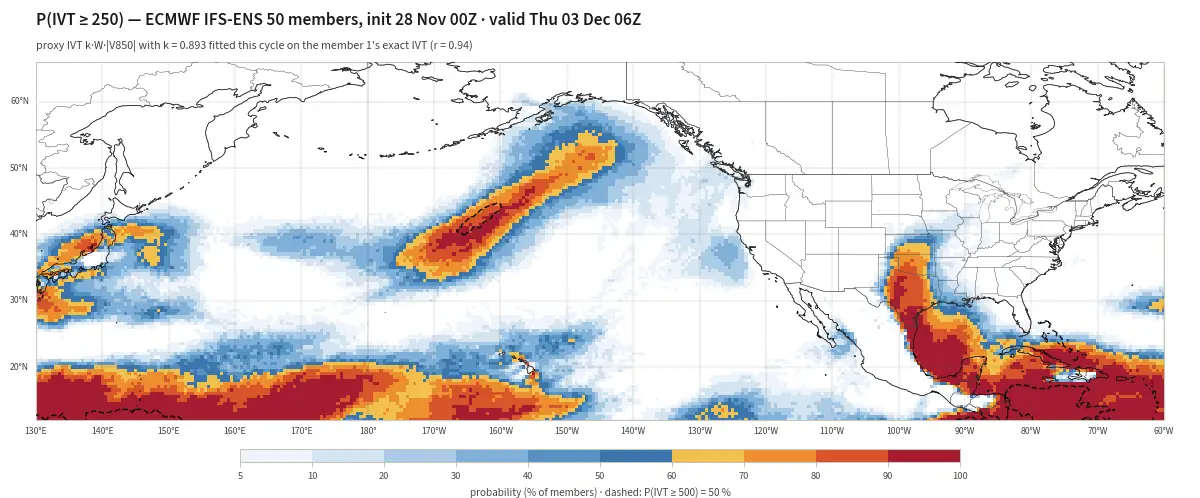 P(IVT ≥ 250) — ECMWF IFS-ENS 50 members, init 28 Nov 00Z · valid Thu 03 Dec 06Z
proxy IVT k·W·|V850| with k = 0.893 fitted this cycle on the member 1's exact IVT (r = 0.94)
60°N
50°N
40°N
30°N
20°N
130°E 140°E 150°E 160°E 170°E 180° 170°W 160°W 150°W 140°W 130°W 120°W 110°W 100°W 90°W 80°W 70°W 60°W
5 10 20 30 40 50 60 70 80 90 100
probability (% of members) · dashed: P(IVT ≥ 500) = 50 %